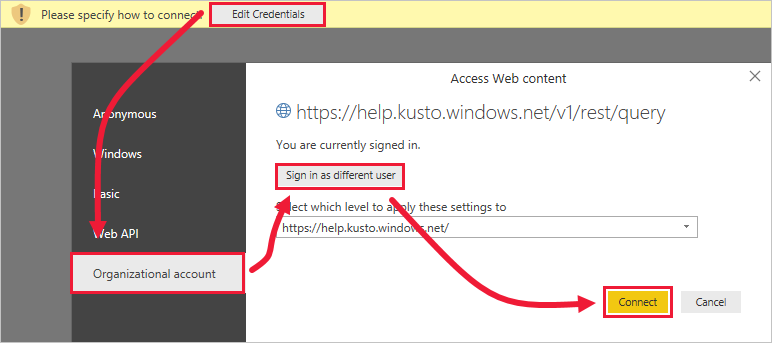 Please specify how to connect
Edit Credentials
Access Web content
https://help.kusto.windows.net/v1/rest/query
Anonymous
Windows
Basic
Web API
Organizational account
You are currently signed in.
Sign in as different user
Select which level to apply these settings to
https://help.kusto.windows.net/
Connect
Cancel